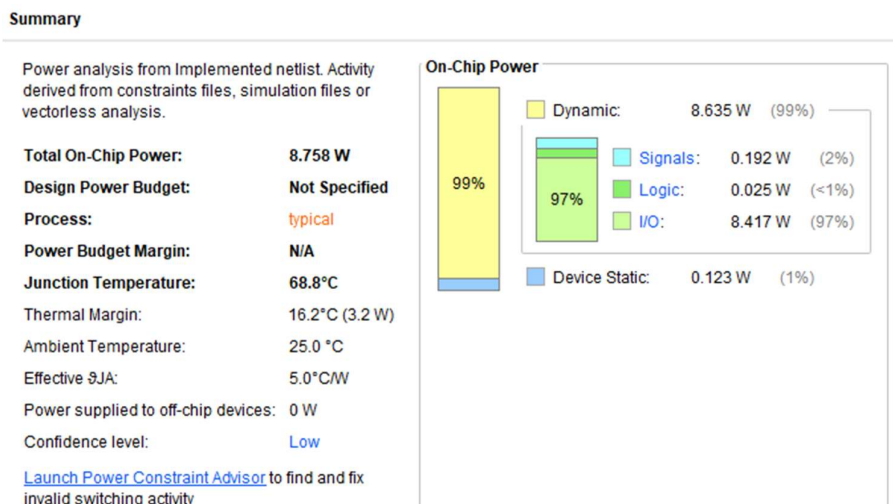 Summary
Power analysis from Implemented netlist. Activity
derived from constraints files, simulation files or
vectorless analysis.
Total On-Chip Power: 8.758 W
Design Power Budget: Not Specified
Process: typical
Power Budget Margin: N/A
Junction Temperature: 68.8°C
Thermal Margin: 16.2°C (3.2 W)
Ambient Temperature: 25.0 °C
Effective ϑJA: 5.0°C/W
Power supplied to off-chip devices: 0 W
Confidence level: Low
Launch Power Constraint Advisor to find and fix
invalid switching activity
On-Chip Power
99%
Dynamic: 8.635 W (99%)
97%
Signals: 0.192 W (2%)
Logic: 0.025 W (<1%)
I/O: 8.417 W (97%)
Device Static: 0.123 W (1%)